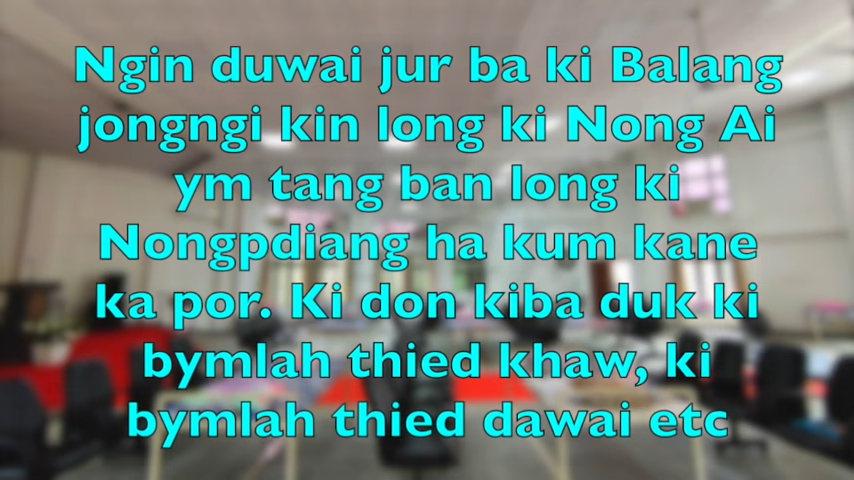 Ngin duwai jur ba ki Balang
jongngi kin long ki Nong Ai
ym tang ban long ki
Nongpdiang ha kum kane
ka por. Ki don kiba duk ki
bymlah thied khaw, ki
bymlah thied dawai etc